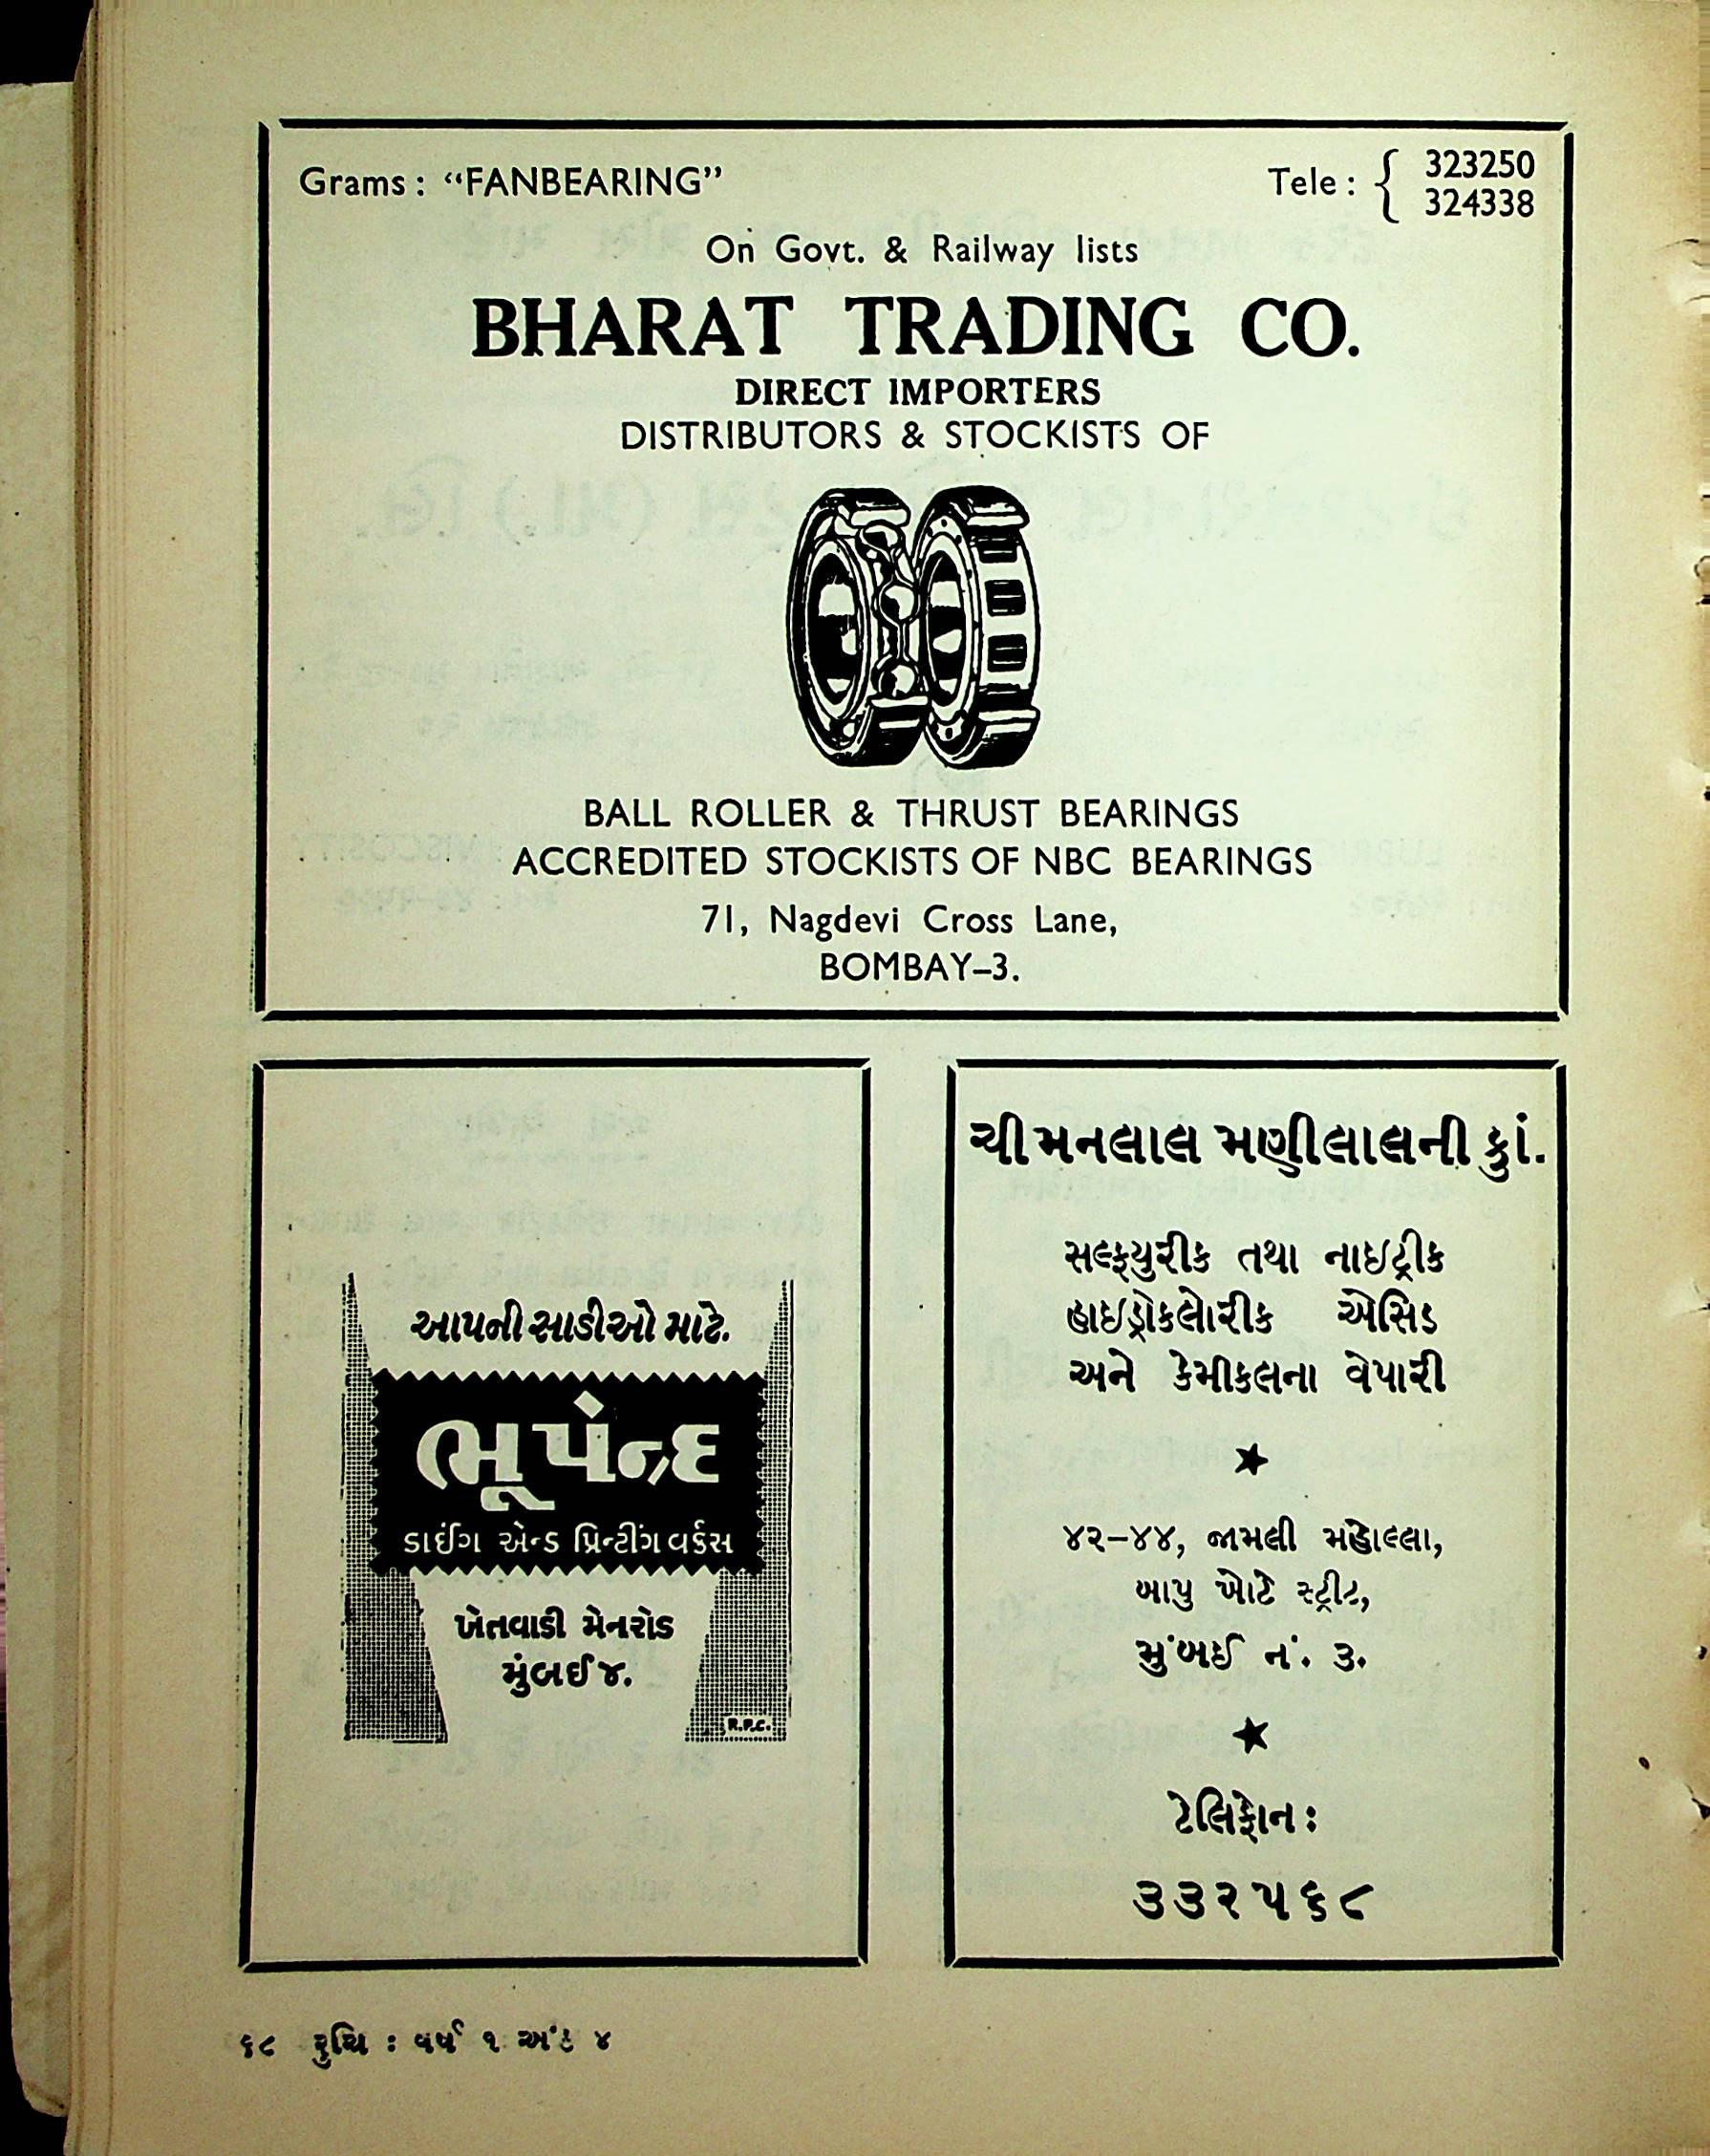 Grams : “FANBEARING”
Tele : { 323250
324338
On Govt. & Railway lists
BHARAT TRADING CO.
DIRECT IMPORTERS
DISTRIBUTORS & STOCKISTS OF
BALL ROLLER & THRUST BEARINGS
ACCREDITED STOCKISTS OF NBC BEARINGS
71, Nagdevi Cross Lane,
BOMBAY–3.
આપની સાડીઓ માટે.
ભૂપેન્દ્ર
ડાઈંગ એન્ડ પ્રિન્ટીંગ વર્કસ
ખેતવાડી મેનરોડ
મુંબઈ ૪.
R.P.C.
ચીમનલાલ મણીલાલની કુાં.
સલ્ફ્યુરીક તથા નાઇટ્રીક
હાઇડ્રોકલોરીક એસિડ
અને કેમીકલના વેપારી
★
૪૨–૪૪, જામલી મહોલ્લા,
બાપુ ખોટે સ્ટ્રીટ,
મુંબઈ નં. ૩.
★
ટેલિફોન :
૩૩૨૫૬૮
૬૮ રુચિ : વર્ષ ૧ અંક ૪